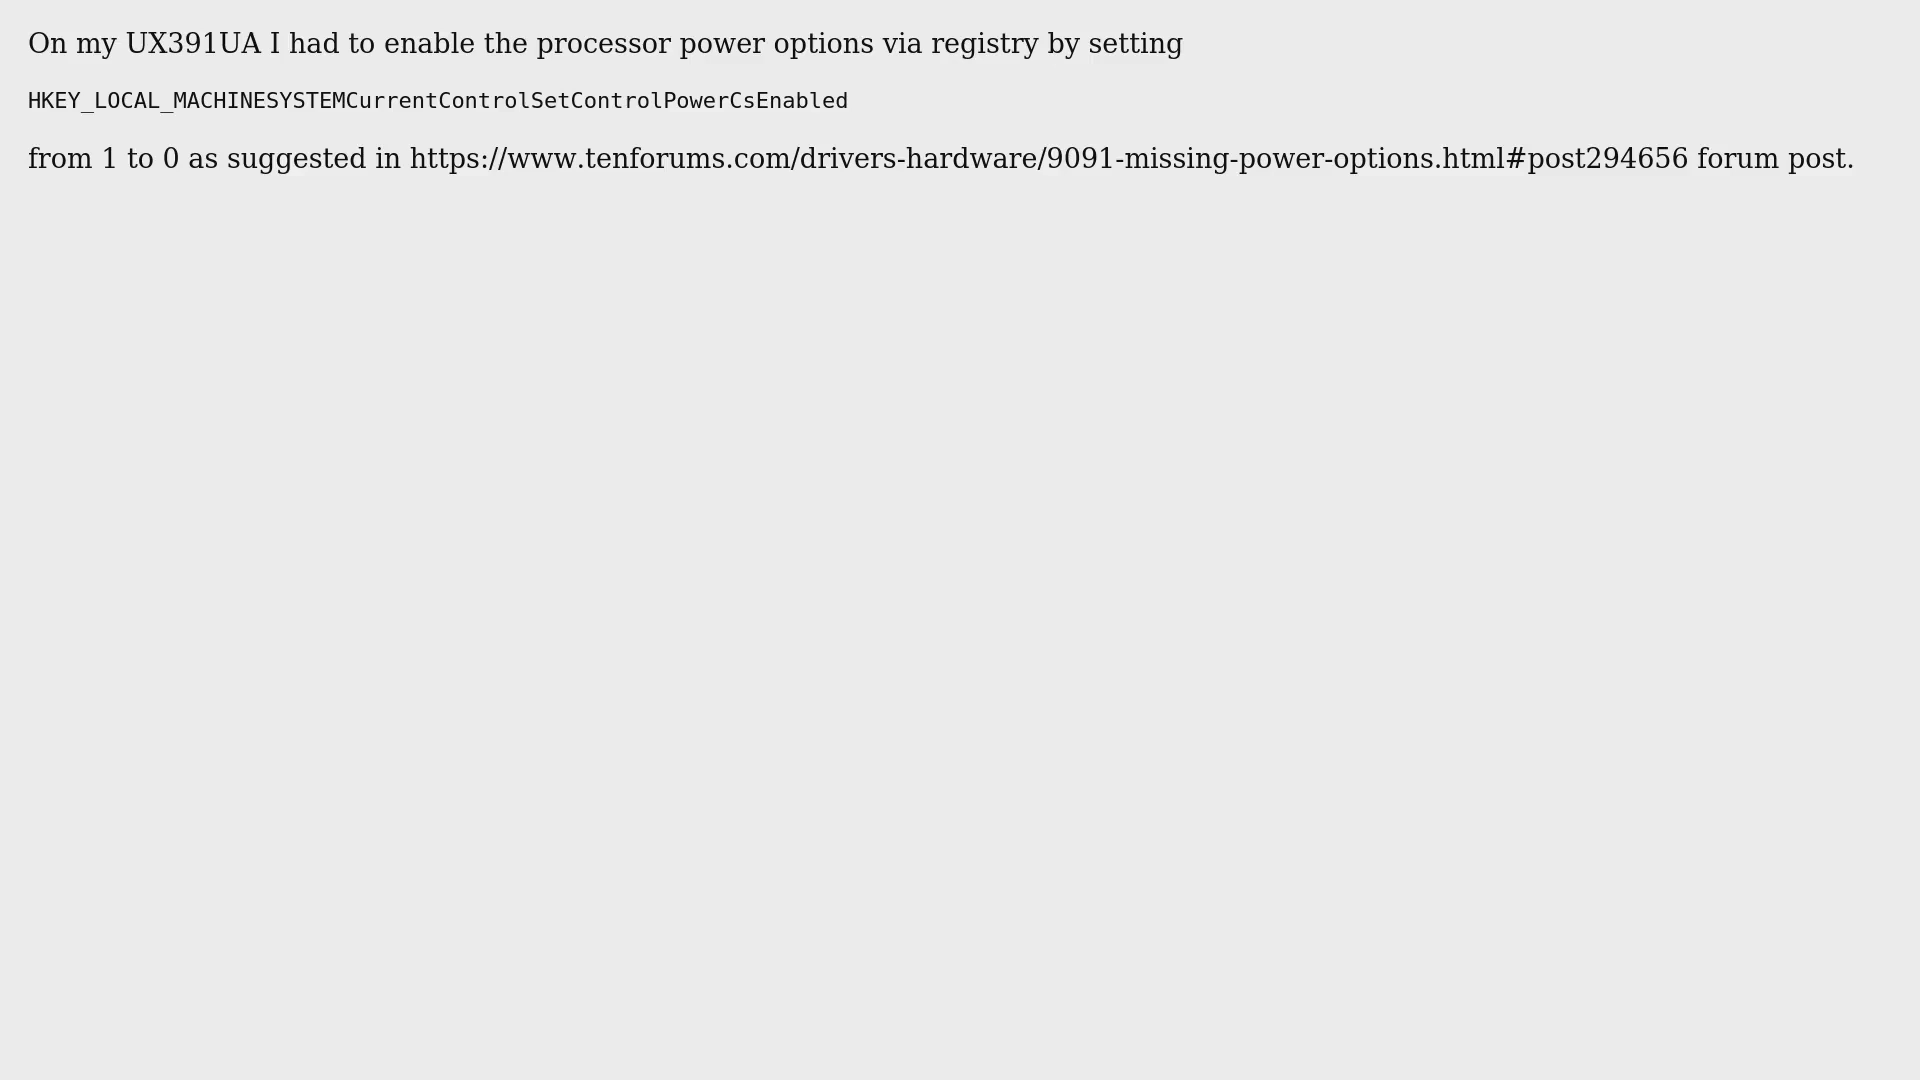 On my UX391UA I had to enable the processor power options via registry by setting
HKEY_LOCAL_MACHINESYSTEMCurrentControlSetControlPowerCsEnabled
from 1 to 0 as suggested in https://www.tenforums.com/drivers-hardware/9091-missing-power-options.html#post294656 forum post.